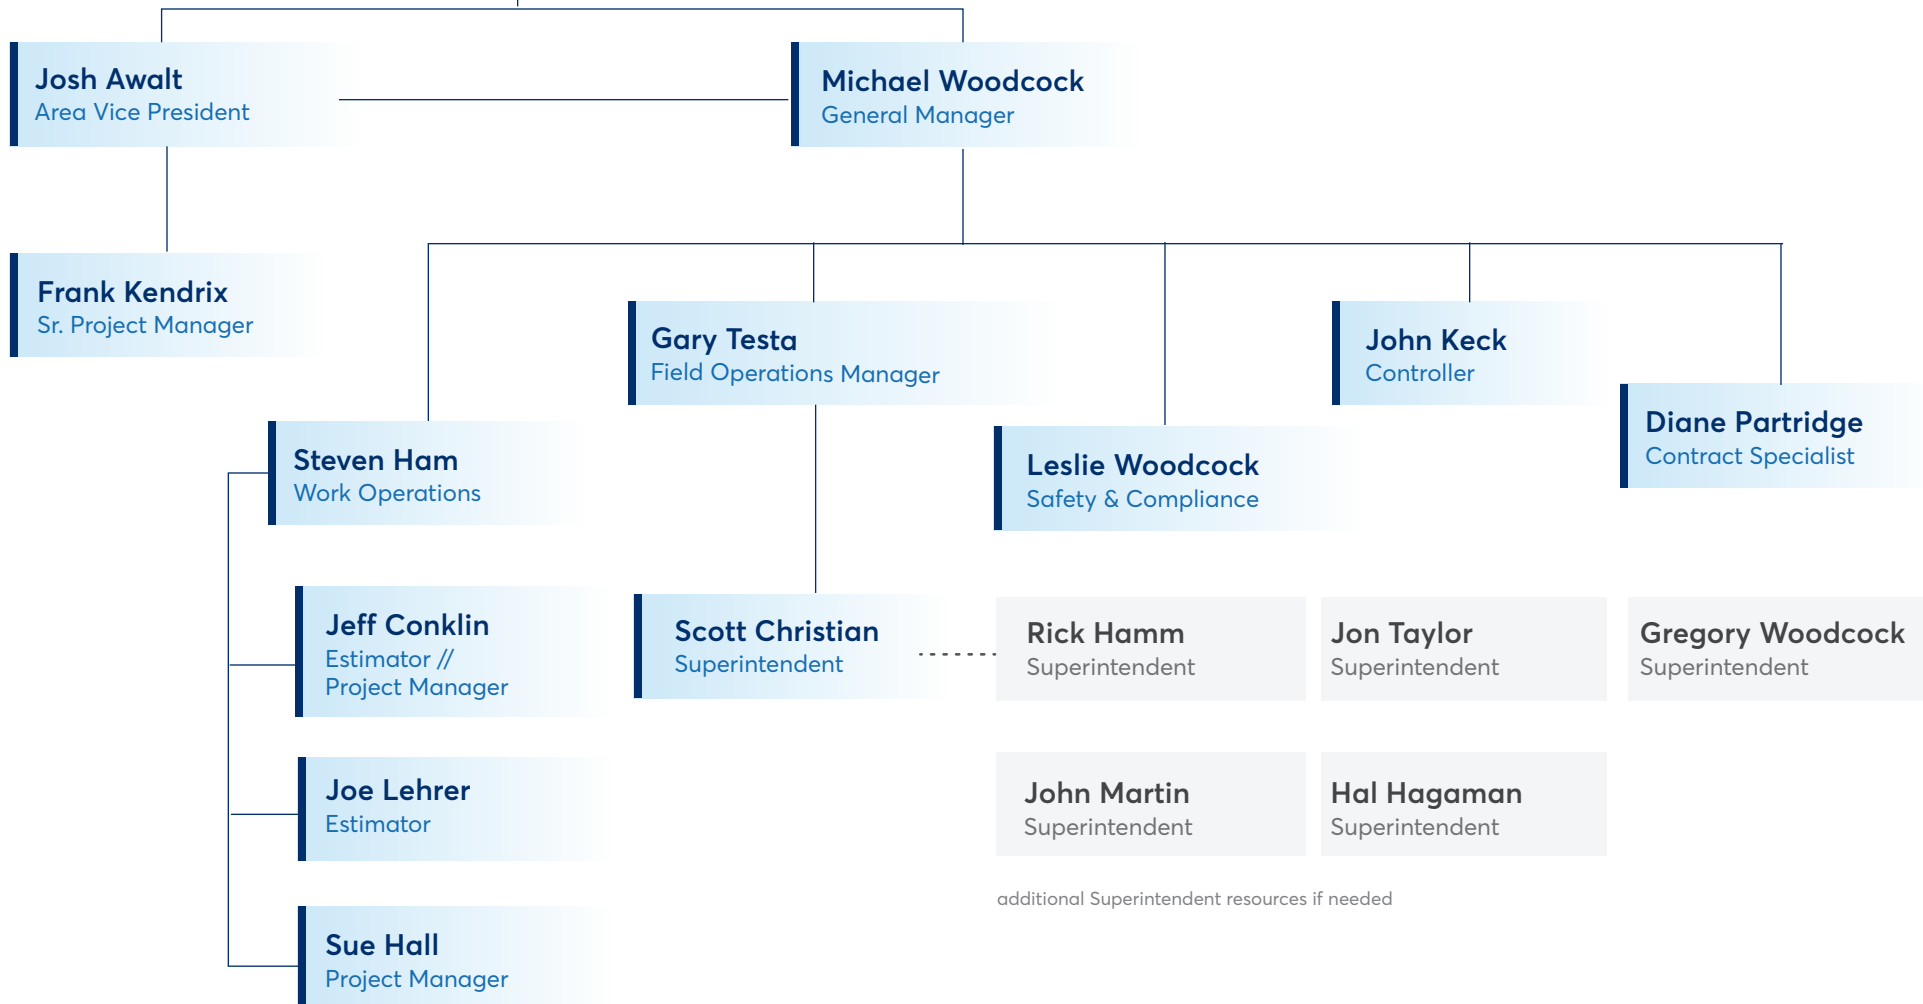 Josh Awalt
Area Vice President
Michael Woodcock
General Manager
Frank Kendrix
Sr. Project Manager
Gary Testa
Field Operations Manager
John Keck
Controller
Diane Partridge
Contract Specialist
Steven Ham
Work Operations
Leslie Woodcock
Safety & Compliance
Jeff Conklin
Estimator //
Project Manager
Scott Christian
Superintendent
Rick Hamm
Superintendent
Jon Taylor
Superintendent
Gregory Woodcock
Superintendent
Joe Lehrer
Estimator
John Martin
Superintendent
Hal Hagaman
Superintendent
additional Superintendent resources if needed
Sue Hall
Project Manager